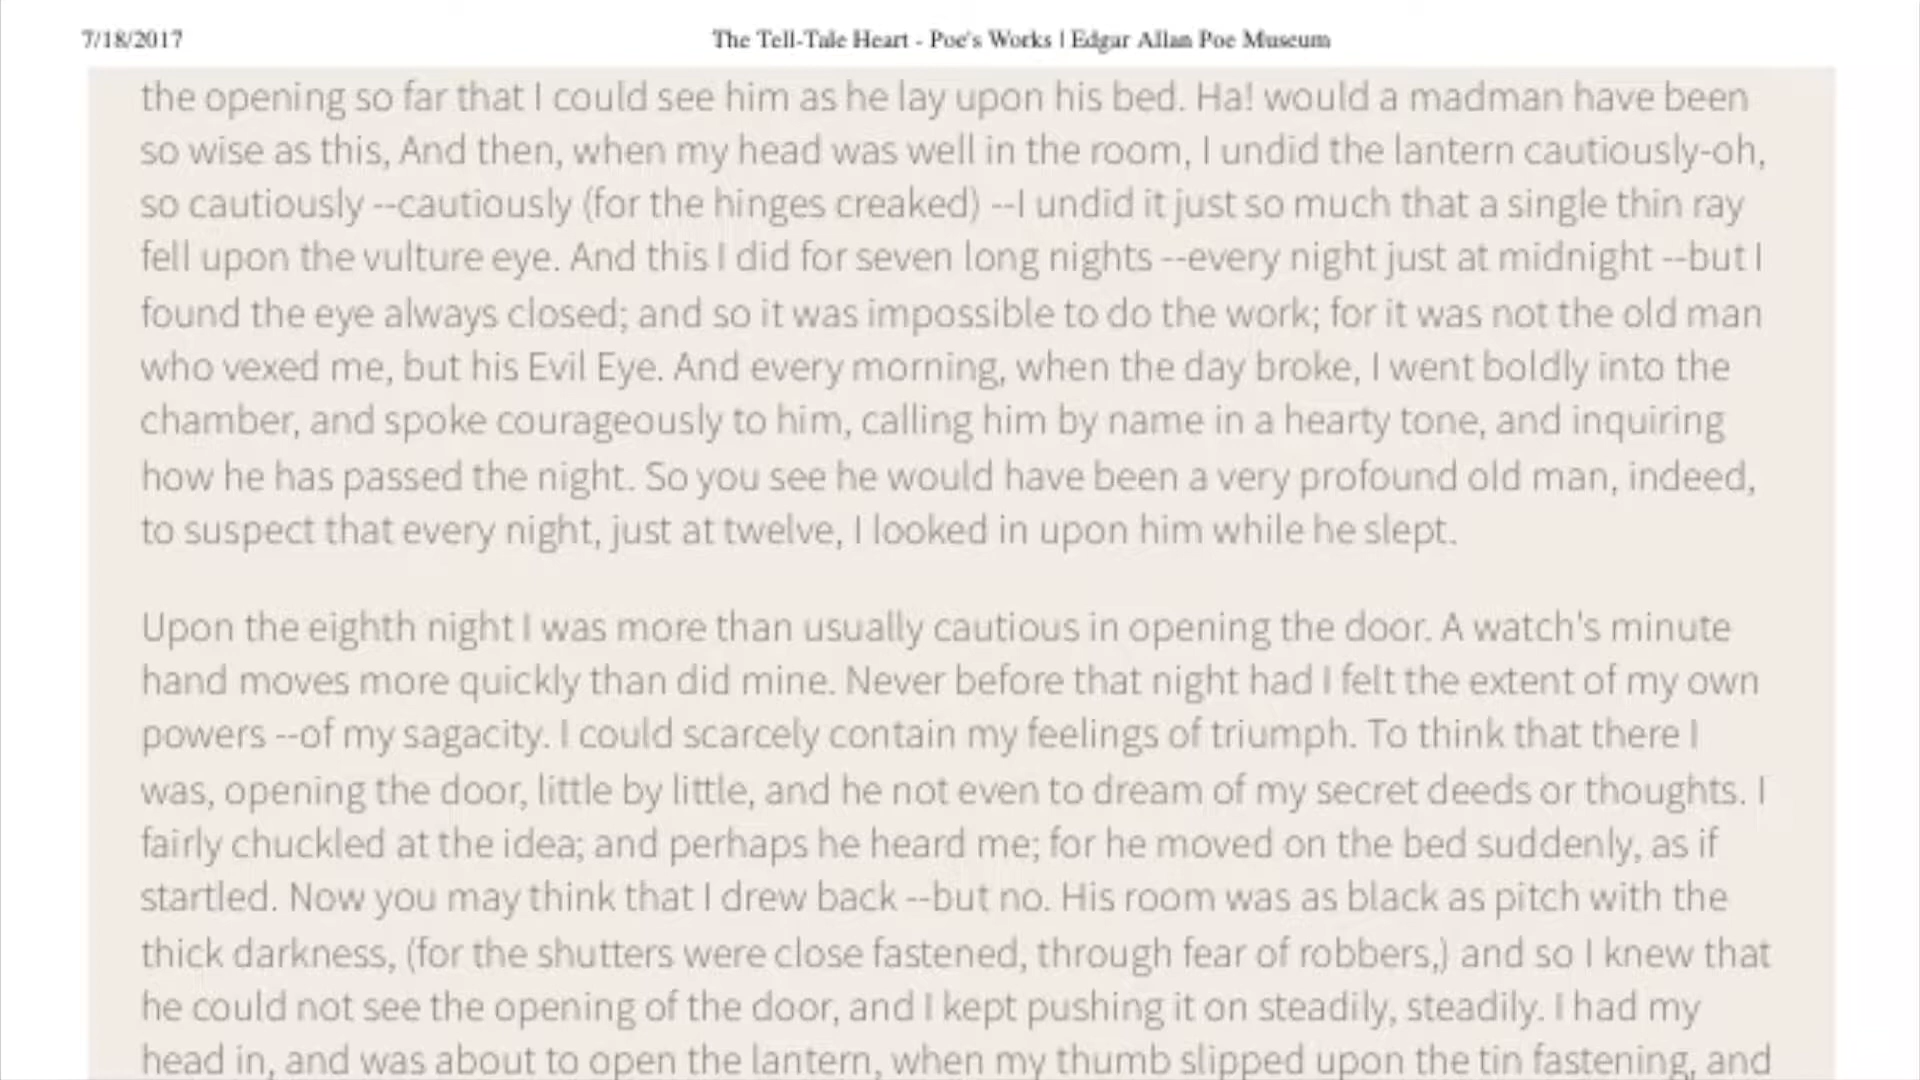 7/18/2017
The Tell-Tale Heart - Poe's Works | Edgar Allan Poe Museum
the opening so far that I could see him as he lay upon his bed. Ha! would a madman have been
so wise as this, And then, when my head was well in the room, I undid the lantern cautiously-oh,
so cautiously --cautiously (for the hinges creaked) --I undid it just so much that a single thin ray
fell upon the vulture eye. And this I did for seven long nights --every night just at midnight --but I
found the eye always closed; and so it was impossible to do the work; for it was not the old man
who vexed me, but his Evil Eye. And every morning, when the day broke, I went boldly into the
chamber, and spoke courageously to him, calling him by name in a hearty tone, and inquiring
how he has passed the night. So you see he would have been a very profound old man, indeed,
to suspect that every night, just at twelve, I looked in upon him while he slept.
Upon the eighth night I was more than usually cautious in opening the door. A watch's minute
hand moves more quickly than did mine. Never before that night had I felt the extent of my own
powers --of my sagacity. I could scarcely contain my feelings of triumph. To think that there I
was, opening the door, little by little, and he not even to dream of my secret deeds or thoughts. I
fairly chuckled at the idea; and perhaps he heard me; for he moved on the bed suddenly, as if
startled. Now you may think that I drew back --but no. His room was as black as pitch with the
thick darkness, (for the shutters were close fastened, through fear of robbers,) and so I knew that
he could not see the opening of the door, and I kept pushing it on steadily, steadily. I had my
head in, and was about to open the lantern, when my thumb slipped upon the tin fastening, and